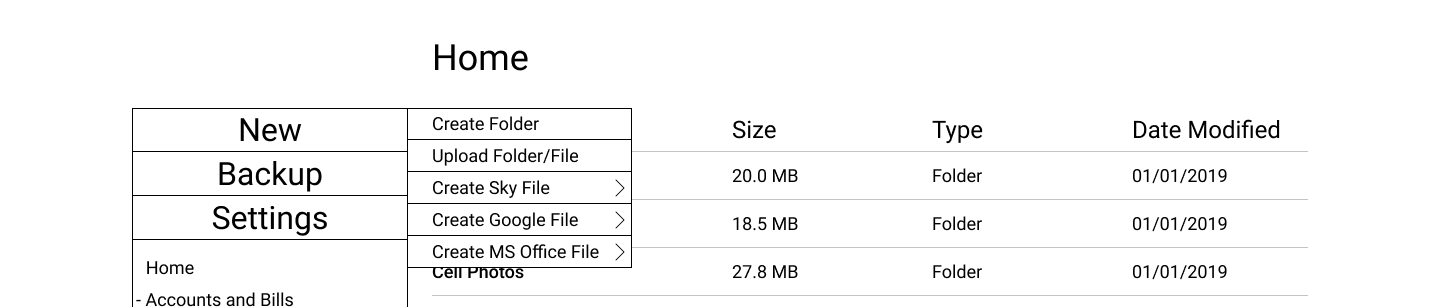 Home
New
Backup
Settings
Home
- Accounts and Bills
Create Folder
Upload Folder/File
Create Sky File
Create Google File
Create MS Office File
Size Type Date Modified
20.0 MB Folder 01/01/2019
18.5 MB Folder 01/01/2019
Cell Photos 27.8 MB Folder 01/01/2019